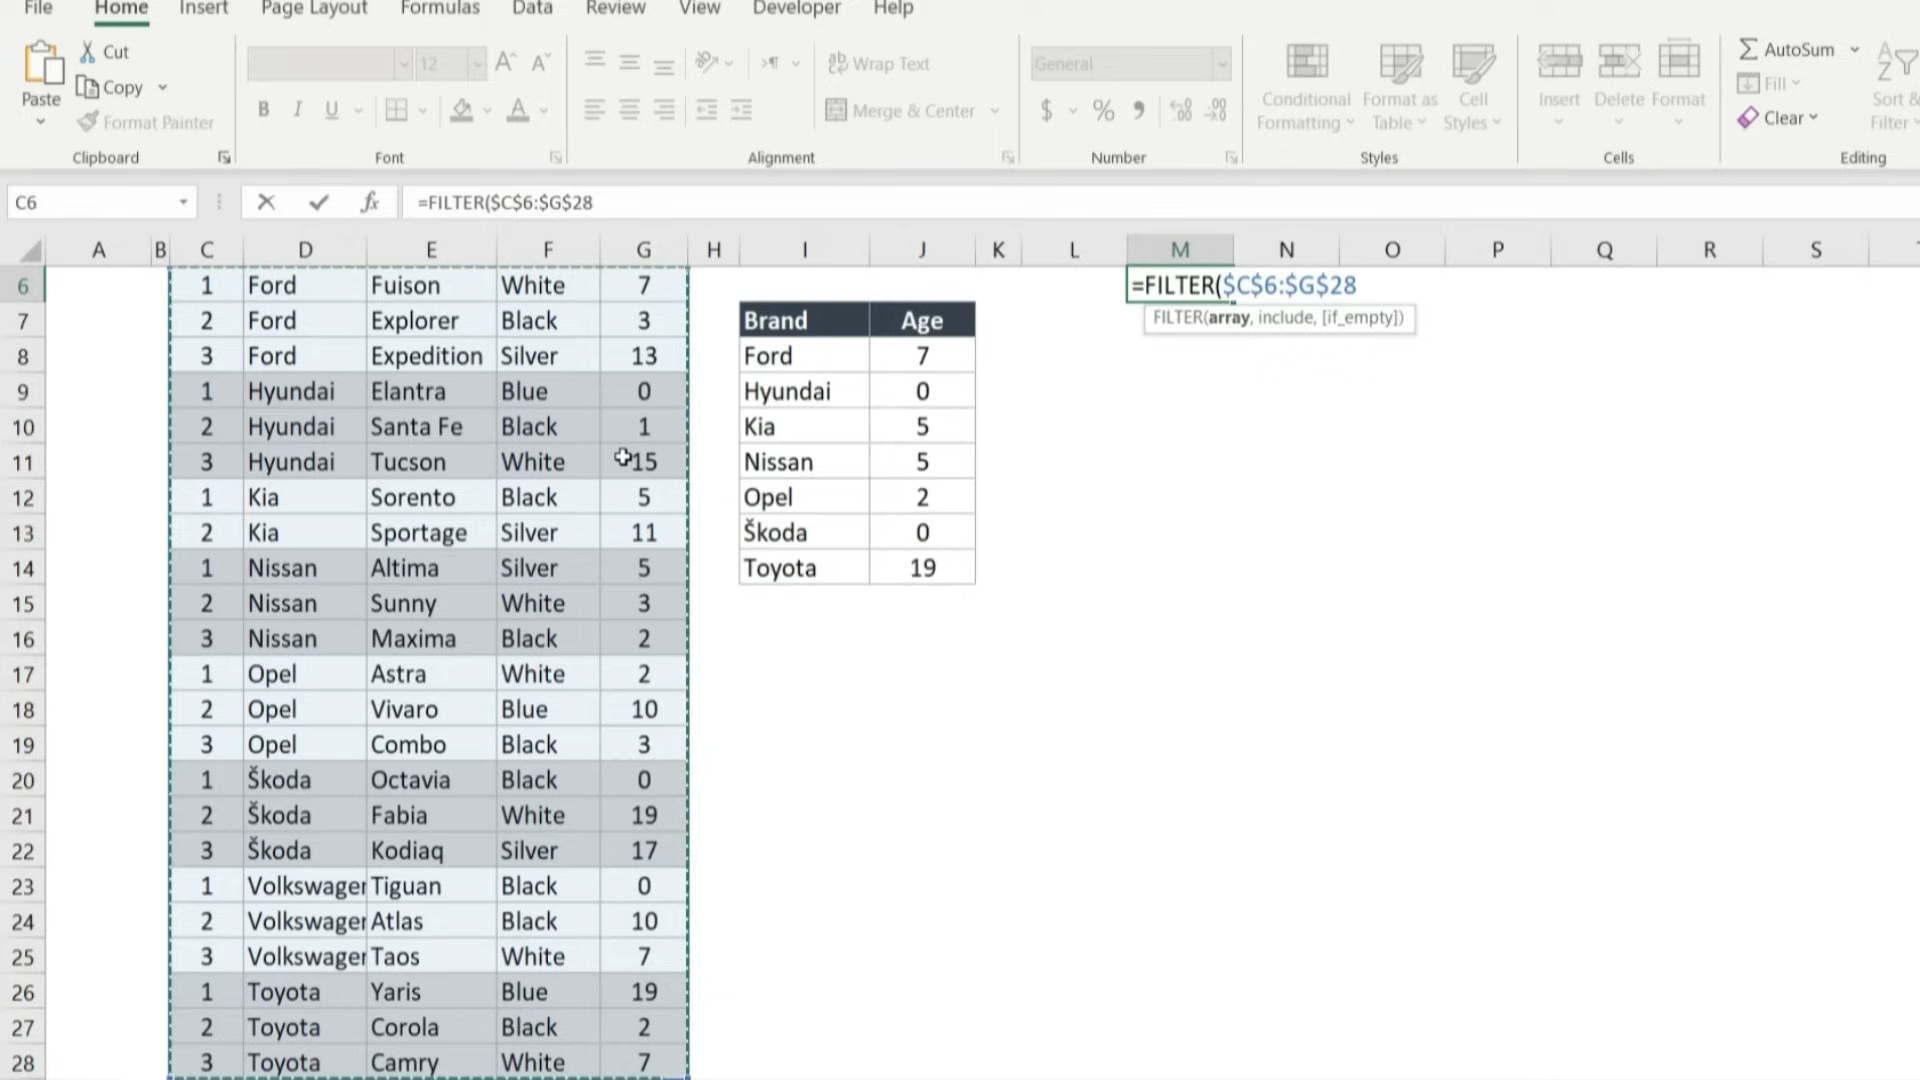 File Home Insert Page Layout Formulas Data Review View Developer Help
Paste Cut Copy Format Painter Clipboard
12 B I U Font
Wrap Text Merge & Center Alignment
General $ % Number
Conditional Formatting Format as Table Cell Styles Styles
Insert Delete Format Cells
AutoSum Fill Clear Sort & Filter Editing
C6 fx =FILTER($C$6:$G$28
A B C D E F G H I J K L M N O P Q R S
6 1 Ford Fuison White 7 =FILTER($C$6:$G$28
FILTER(array, include, [if_empty])
7 2 Ford Explorer Black 3 Brand Age
8 3 Ford Expedition Silver 13 Ford 7
9 1 Hyundai Elantra Blue 0 Hyundai 0
10 2 Hyundai Santa Fe Black 1 Kia 5
11 3 Hyundai Tucson White 15 Nissan 5
12 1 Kia Sorento Black 5 Opel 2
13 2 Kia Sportage Silver 11 Škoda 0
14 1 Nissan Altima Silver 5 Toyota 19
15 2 Nissan Sunny White 3
16 3 Nissan Maxima Black 2
17 1 Opel Astra White 2
18 2 Opel Vivaro Blue 10
19 3 Opel Combo Black 3
20 1 Škoda Octavia Black 0
21 2 Škoda Fabia White 19
22 3 Škoda Kodiaq Silver 17
23 1 Volkswager Tiguan Black 0
24 2 Volkswager Atlas Black 10
25 3 Volkswager Taos White 7
26 1 Toyota Yaris Blue 19
27 2 Toyota Corola Black 2
28 3 Toyota Camry White 7